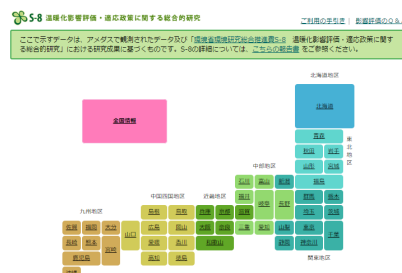 S-8 温暖化影響評価・適応政策に関する総合的研究
ご利用の手引き | 影響評価のQ&
ここで示すデータは、アメダスで観測されたデータ及び「環境省環境研究総合推進費S-8 温暖化影響評価・適応政策に関す
る総合的研究」における研究成果に基づくものです。S-8の詳細については、こちらの報告書 をご参照ください。
北海道地区
全国情報
北海道
青森
東北地区
秋田 岩手
山形 宮城
中部地区
石川 富山 新潟 福島
中国四国地区 近畿地区
福井 岐阜 長野 群馬 栃木
九州地区
島根 鳥取 兵庫 京都 滋賀 埼玉 茨城
佐賀 福岡 大分 山口 広島 岡山 大阪 奈良 三重 愛知 山梨 東京 千葉
長崎 熊本 宮崎 愛媛 香川 和歌山 静岡 神奈川
鹿児島 高知 徳島
関東地区
沖縄